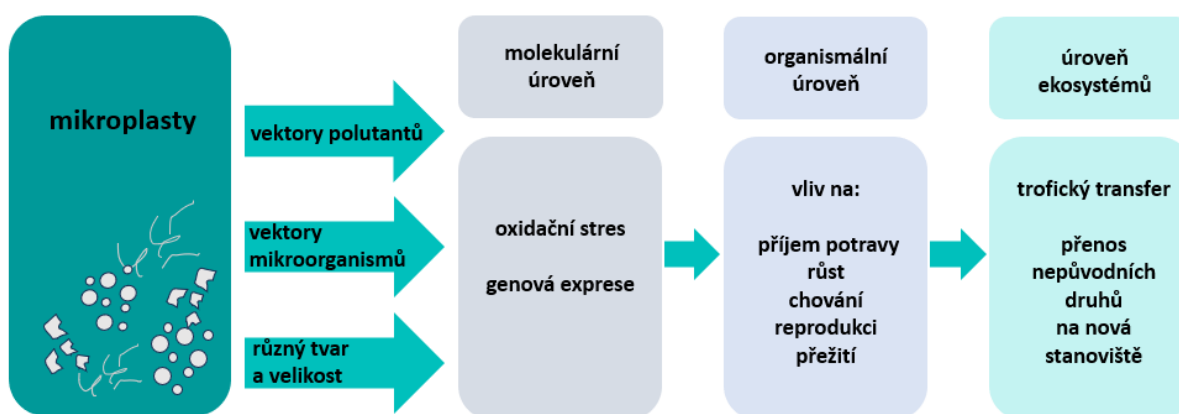 mikroplasty
vektory polutantů
vektory
mikroorganismů
různý tvar
a velikost
molekulární
úroveň
oxidační stres
genová exprese
organismální
úroveň
vliv na:
příjem potravy
růst
chování
reprodukci
přežití
úroveň
ekosystémů
trofický transfer
přenos
nepůvodních
druhů
na nová
stanoviště